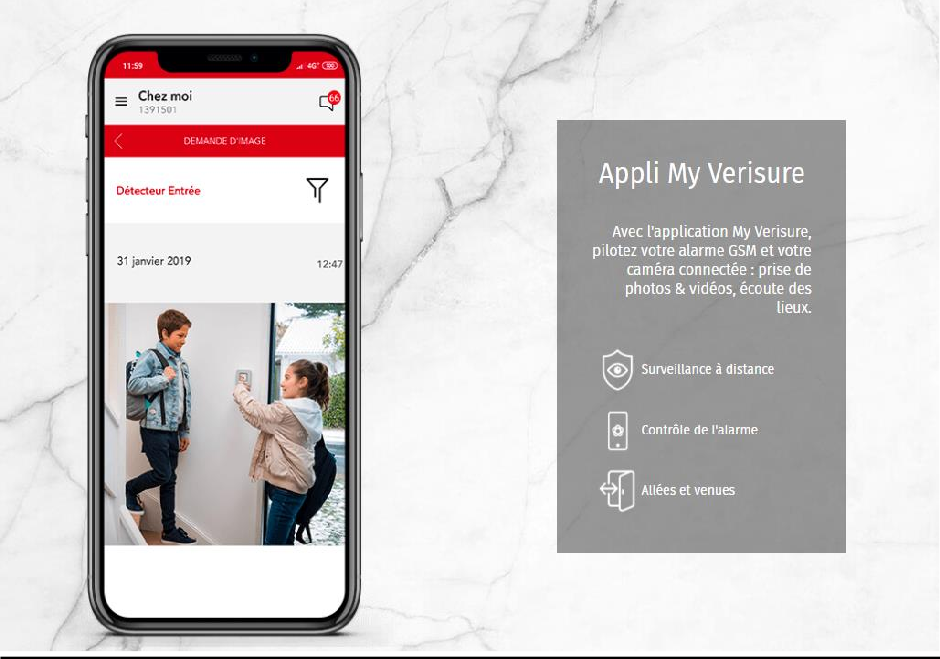 11:59
4G+
Chez moi
66
1391501
DEMANDE D'IMAGE
Détecteur Entrée
31 janvier 2019
12:47
Appli My Verisure
Avec l'application My Verisure,
pilotez votre alarme GSM et votre
caméra connectée : prise de
photos & vidéos, écoute des
lieux.
Surveillance à distance
Contrôle de l'alarme
Allées et venues